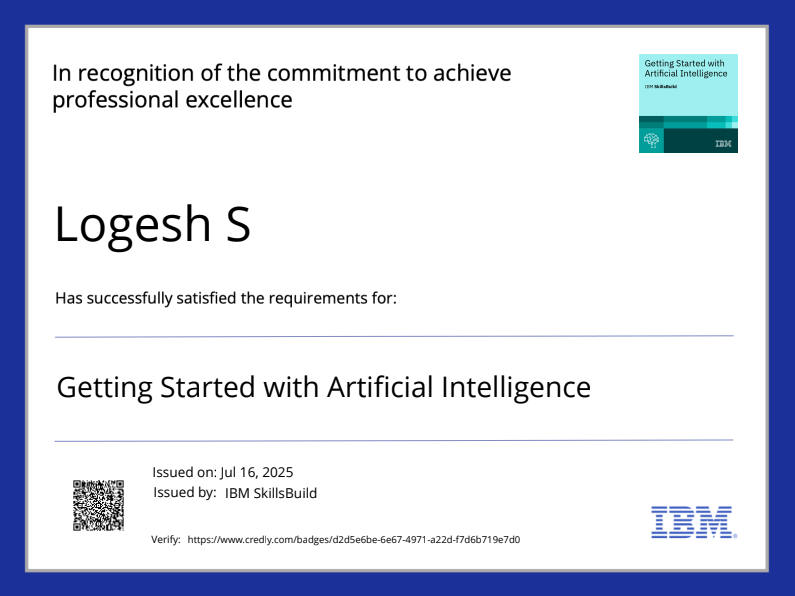 In recognition of the commitment to achieve
professional excellence
Getting Started with
Artificial Intelligence
IBM SkillsBuild
IBM
Logesh S
Has successfully satisfied the requirements for:
Getting Started with Artificial Intelligence
Issued on: Jul 16, 2025
Issued by: IBM SkillsBuild
Verify: https://www.credly.com/badges/d2d5e6be-6e67-4971-a22d-f7d6b719e7d0
IBM®